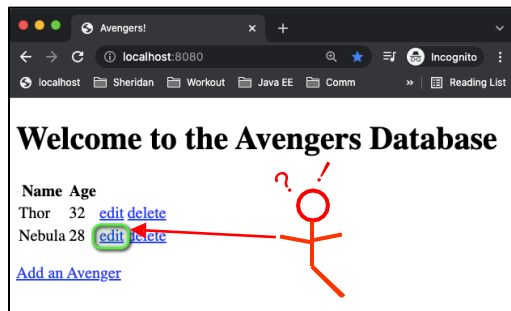 Avengers!
localhost:8080
Incognito
localhost Sheridan Workout Java EE Comm » Reading List
Welcome to the Avengers Database
Name Age
Thor 32 edit delete
Nebula 28 edit delete
Add an Avenger
? !